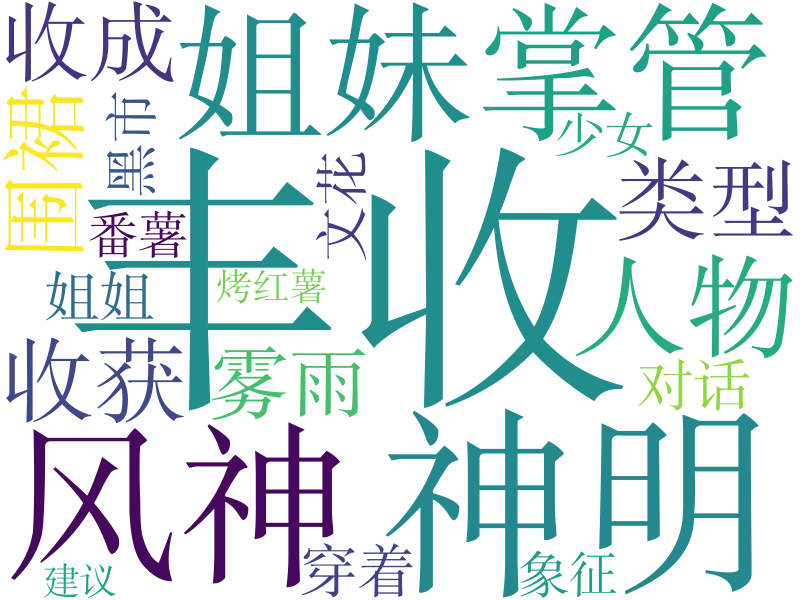 收成
姐妹
掌管
围裙
黑市
文花
少女
类型
丰收
番薯
姐姐
烤红薯
人物
收获
雾雨
对话
风神
神明
穿着
象征
建议